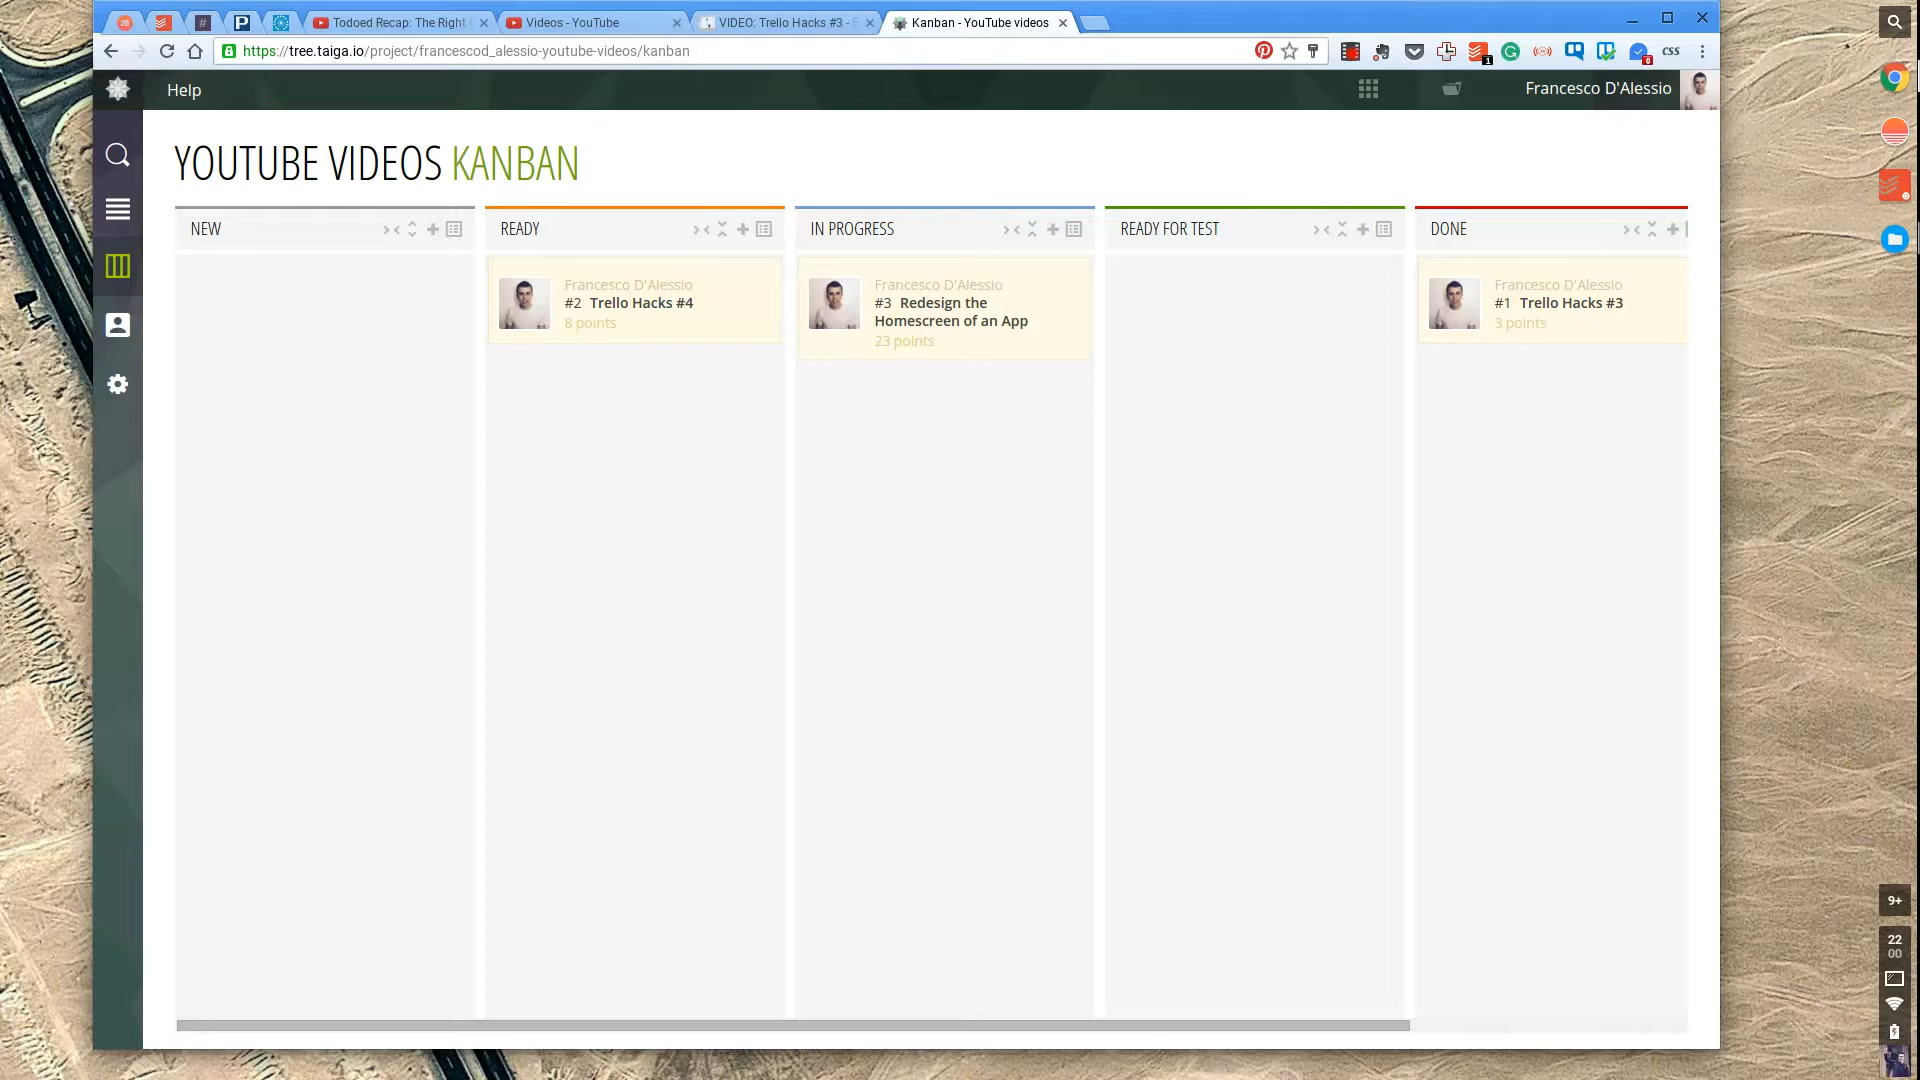 28
#
P
Todoed Recap: The Right
Videos - YouTube
VIDEO: Trello Hacks #3 -
Kanban - YouTube videos
https://tree.taiga.io/project/francescod_alessio-youtube-videos/kanban
1
0
css
Help
Francesco D'Alessio
YOUTUBE VIDEOS KANBAN
NEW
READY
IN PROGRESS
READY FOR TEST
DONE
Francesco D'Alessio
#2 Trello Hacks #4
8 points
Francesco D'Alessio
#3 Redesign the
Homescreen of an App
23 points
Francesco D'Alessio
#1 Trello Hacks #3
3 points
9+
22
00